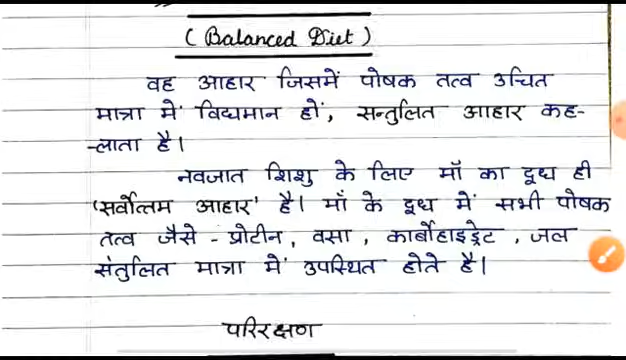 (Balanced Diet)
वह आहार जिसमें पोषक तत्व उचित
मात्रा में विद्यमान हों, सन्तुलित आहार कह-
-लाता है।
नवजात शिशु के लिए माँ का दूध ही
'सर्वोत्तम आहार' है। माँ के दूध में सभी पोषक
तत्व जैसे - प्रोटीन, वसा, कार्बोहाइड्रेट, जल
संतुलित मात्रा में उपस्थित होते है।
परिरक्षण